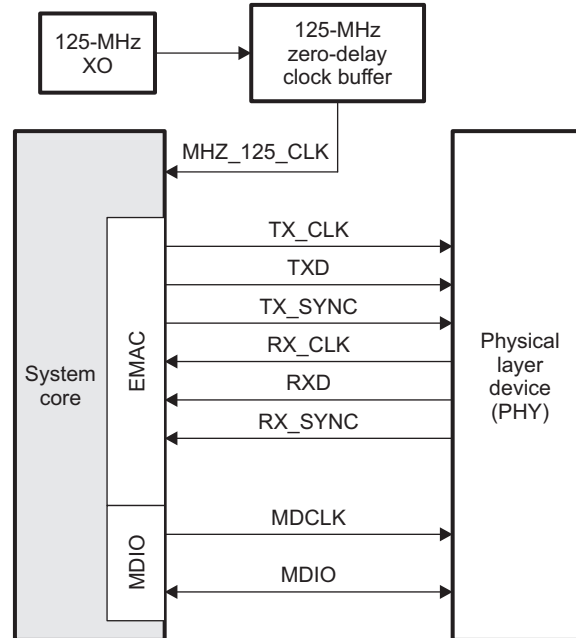 125-MHz
XO
125-MHz
zero-delay
clock buffer
MHZ_125_CLK
TX_CLK
TXD
TX_SYNC
RX_CLK
RXD
RX_SYNC
System
core
EMAC
Physical
layer
device
(PHY)
MDIO
MDCLK
MDIO